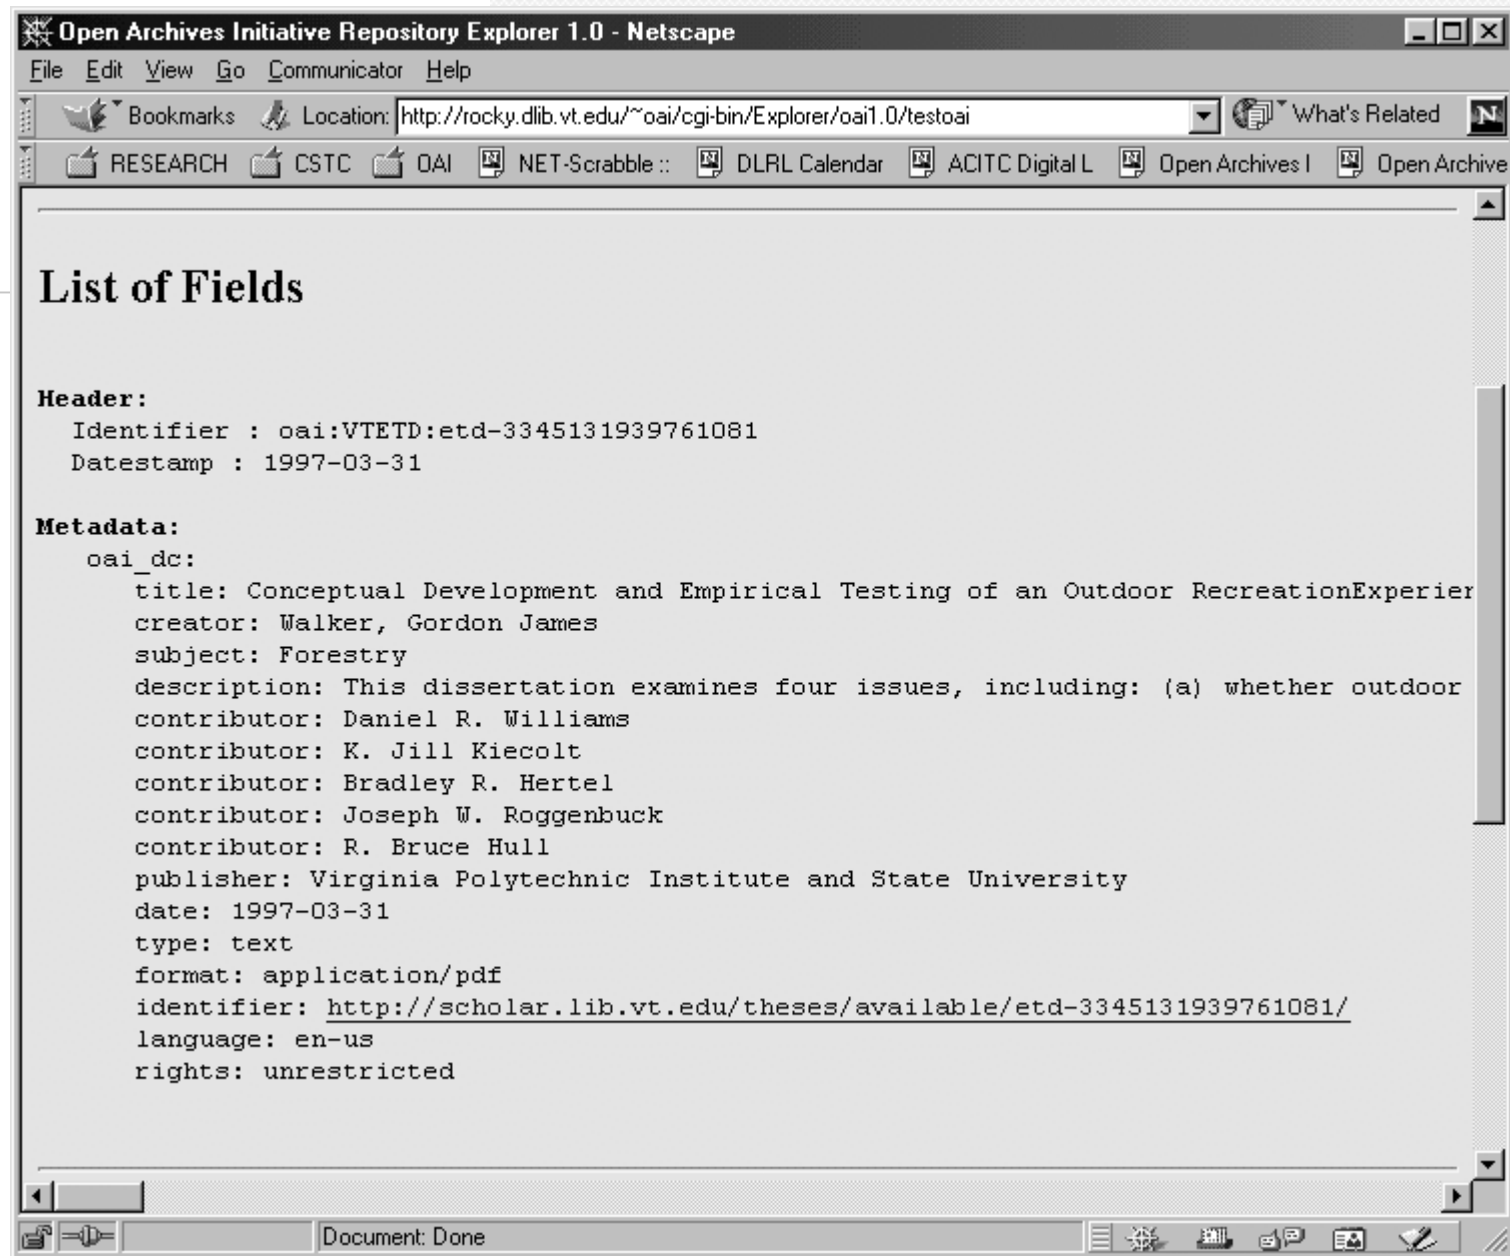 Open Archives Initiative Repository Explorer 1.0 - Netscape
File Edit View Go Communicator Help
Bookmarks Location: http://rocky.dlib.vt.edu/~oai/cgi-bin/Explorer/oai1.0/testoai What's Related N
RESEARCH CSTC OAI NET-Scrabble :: DLRL Calendar ACITC Digital L Open Archives I Open Archive
List of Fields
Header:
Identifier : oai:VTETD:etd-3345131939761081
Datestamp : 1997-03-31
Metadata:
oai_dc:
title: Conceptual Development and Empirical Testing of an Outdoor RecreationExperien
creator: Walker, Gordon James
subject: Forestry
description: This dissertation examines four issues, including: (a) whether outdoor
contributor: Daniel R. Williams
contributor: K. Jill Kiecolt
contributor: Bradley R. Hertel
contributor: Joseph W. Roggenbuck
contributor: R. Bruce Hull
publisher: Virginia Polytechnic Institute and State University
date: 1997-03-31
type: text
format: application/pdf
identifier: http://scholar.lib.vt.edu/theses/available/etd-3345131939761081/
language: en-us
rights: unrestricted
Document: Done